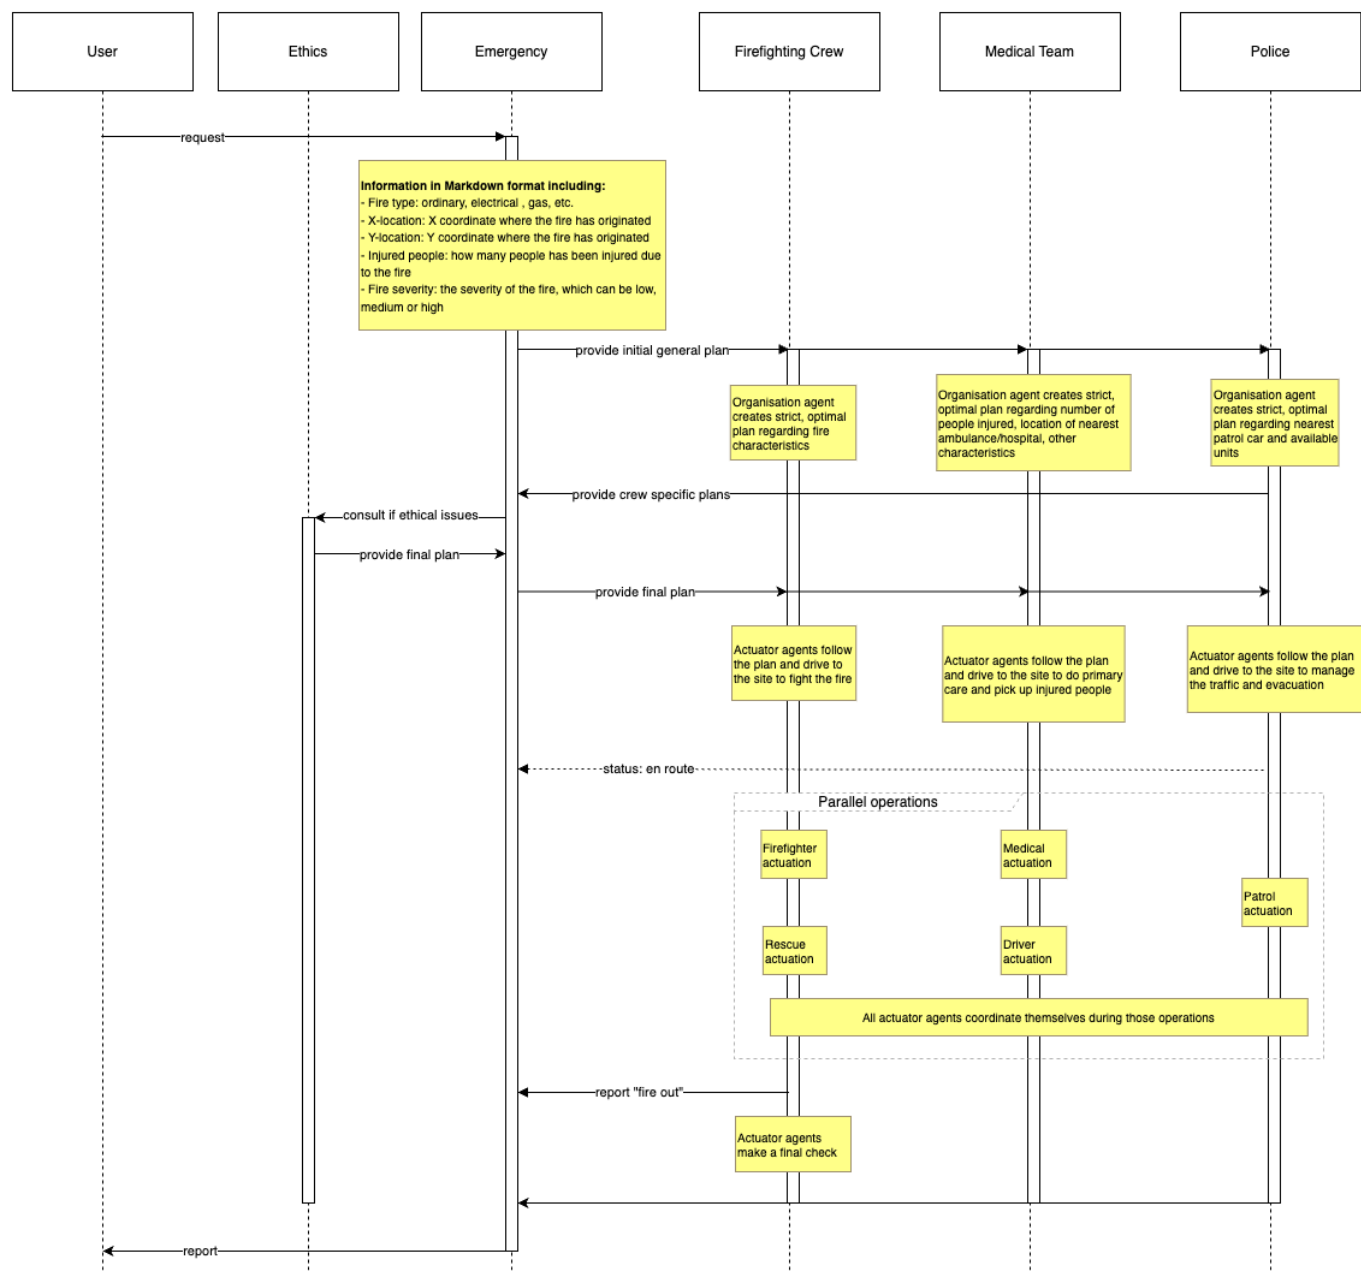 User
Ethics
Emergency
Firefighting Crew
Medical Team
Police
request
Information in Markdown format including:
- Fire type: ordinary, electrical , gas, etc.
- X-location: X coordinate where the fire has originated
- Y-location: Y coordinate where the fire has originated
- Injured people: how many people has been injured due
to the fire
- Fire severity: the severity of the fire, which can be low,
medium or high
provide initial general plan
Organisation agent
creates strict, optimal
plan regarding fire
characteristics
Organisation agent creates strict,
optimal plan regarding number of
people injured, location of nearest
ambulance/hospital, other
characteristics
Organisation agent
creates strict, optimal
plan regarding nearest
patrol car and available
units
provide crew specific plans
consult if ethical issues
provide final plan
provide final plan
Actuator agents follow
the plan and drive to
the site to fight the fire
Actuator agents follow the plan
and drive to the site to do primary
care and pick up injured people
Actuator agents follow the plan
and drive to the site to manage
the traffic and evacuation
status: en route
Parallel operations
Firefighter
actuation
Medical
actuation
Patrol
actuation
Rescue
actuation
Driver
actuation
All actuator agents coordinate themselves during those operations
report "fire out"
Actuator agents
make a final check
report